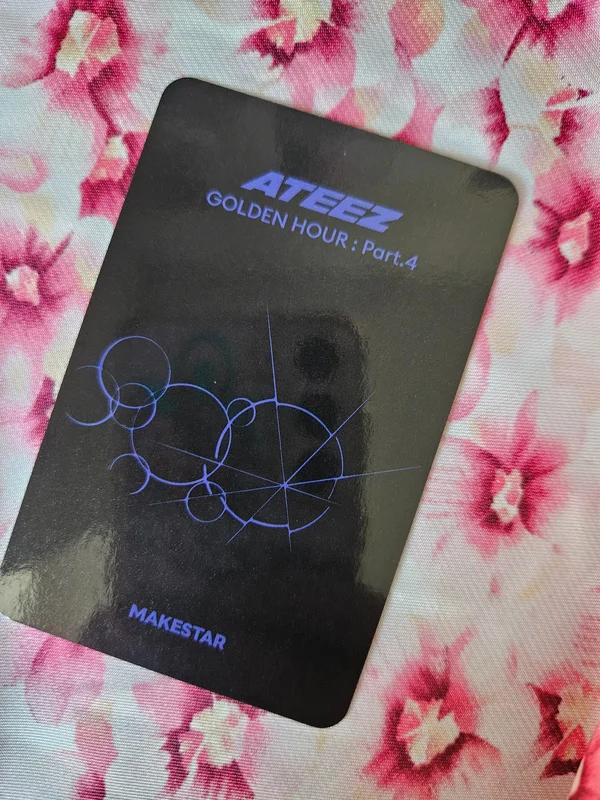 ATEEZ
GOLDEN HOUR : Part.4
MAKESTAR